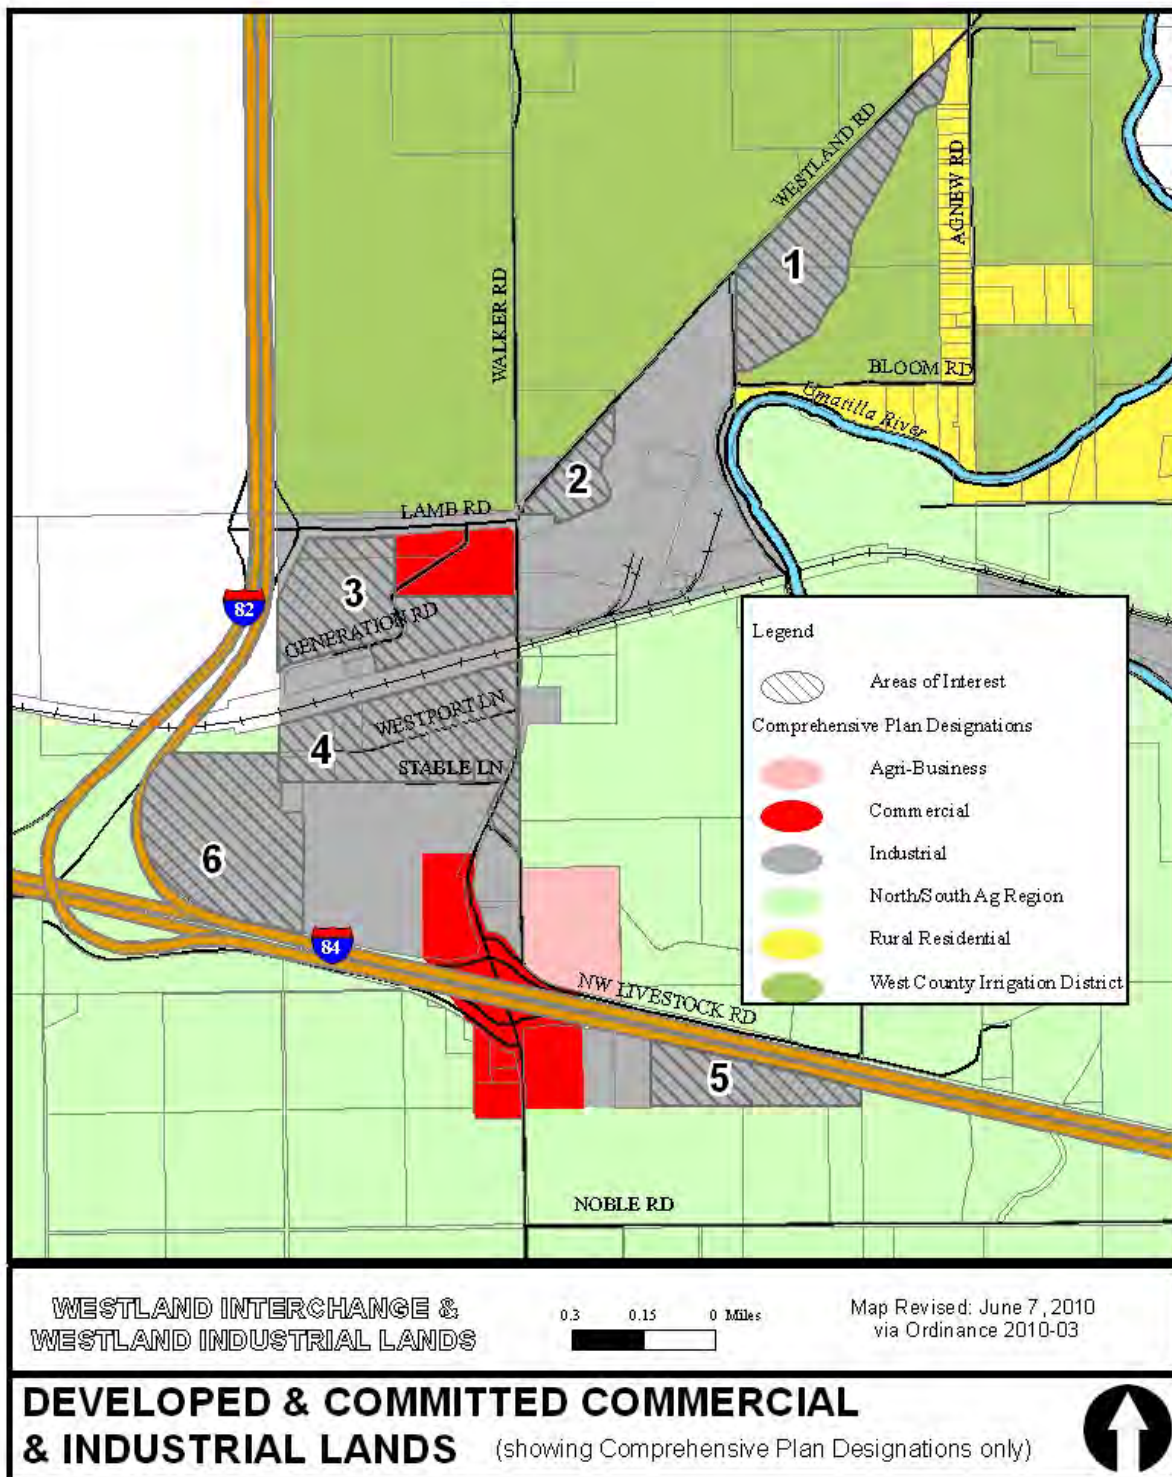 WESTLAND RD
AGNEW RD
1
WALKER RD
BLOOM RD
Umatilla River
2
LAMB RD
3
82
GENERATION RD
WESTPORT LN
4
STABLE LN
6
84
NW LIVESTOCK RD
5
NOBLE RD
Legend
Areas of Interest
Comprehensive Plan Designations
Agri-Business
Commercial
Industrial
North/South Ag Region
Rural Residential
West County Irrigation District
WESTLAND INTERCHANGE &
WESTLAND INDUSTRIAL LANDS
0.3 0.15 0 Miles
Map Revised: June 7, 2010
via Ordinance 2010-03
DEVELOPED & COMMITTED COMMERCIAL
& INDUSTRIAL LANDS (showing Comprehensive Plan Designations only)